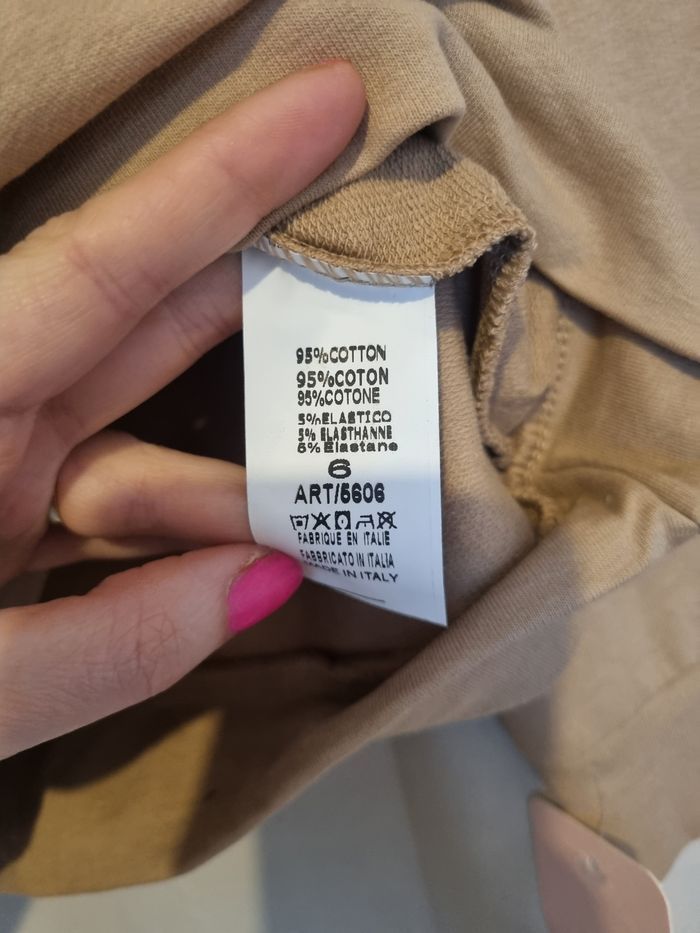 95%COTTON
95%COTON
95%COTONE
5%ELASTICO
5% ELASTHANNE
5% Elastane
6
ART/5606
FABRIQUE EN ITALIE
FABBRICATO IN ITALIA
MADE IN ITALY